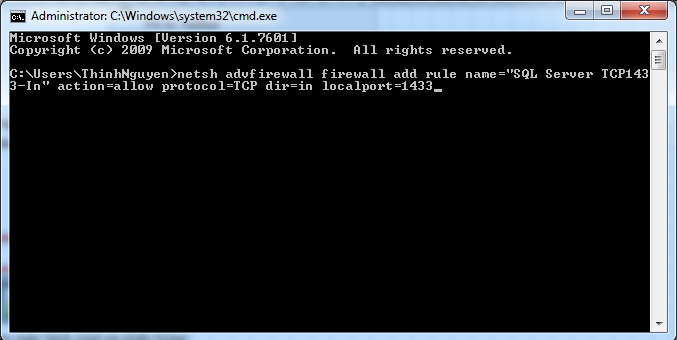 Administrator: C:\Windows\system32\cmd.exe
Microsoft Windows [Version 6.1.7601]
Copyright (c) 2009 Microsoft Corporation.  All rights reserved.
C:\Users\ThinhNguyen>netsh advfirewall firewall add rule name="SQL Server TCP143
3-In" action=allow protocol=TCP dir=in localport=1433_